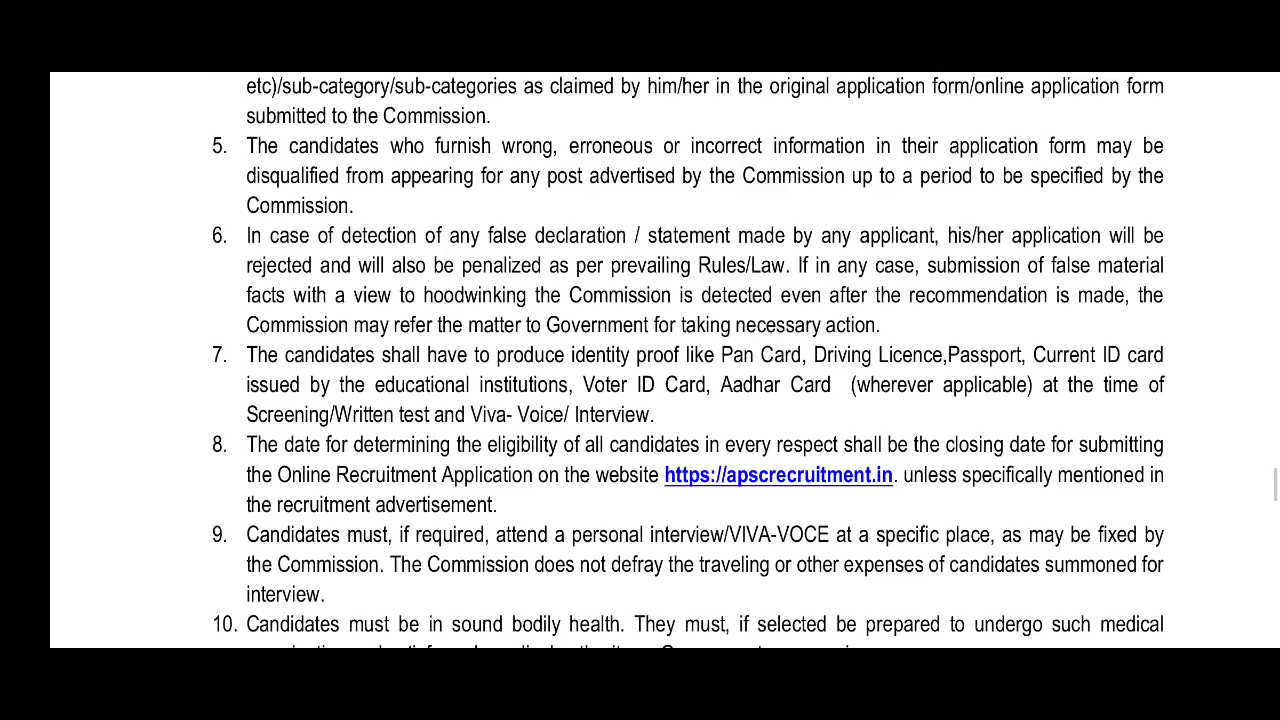 etc)/sub-category/sub-categories as claimed by him/her in the original application form/online application form
submitted to the Commission.
5. The candidates who furnish wrong, erroneous or incorrect information in their application form may be
disqualified from appearing for any post advertised by the Commission up to a period to be specified by the
Commission.
6. In case of detection of any false declaration / statement made by any applicant, his/her application will be
rejected and will also be penalized as per prevailing Rules/Law. If in any case, submission of false material
facts with a view to hoodwinking the Commission is detected even after the recommendation is made, the
Commission may refer the matter to Government for taking necessary action.
7. The candidates shall have to produce identity proof like Pan Card, Driving Licence,Passport, Current ID card
issued by the educational institutions, Voter ID Card, Aadhar Card  (wherever applicable) at the time of
Screening/Written test and Viva- Voice/ Interview.
8. The date for determining the eligibility of all candidates in every respect shall be the closing date for submitting
the Online Recruitment Application on the website https://apscrecruitment.in. unless specifically mentioned in
the recruitment advertisement.
9. Candidates must, if required, attend a personal interview/VIVA-VOCE at a specific place, as may be fixed by
the Commission. The Commission does not defray the traveling or other expenses of candidates summoned for
interview.
10. Candidates must be in sound bodily health. They must, if selected be prepared to undergo such medical